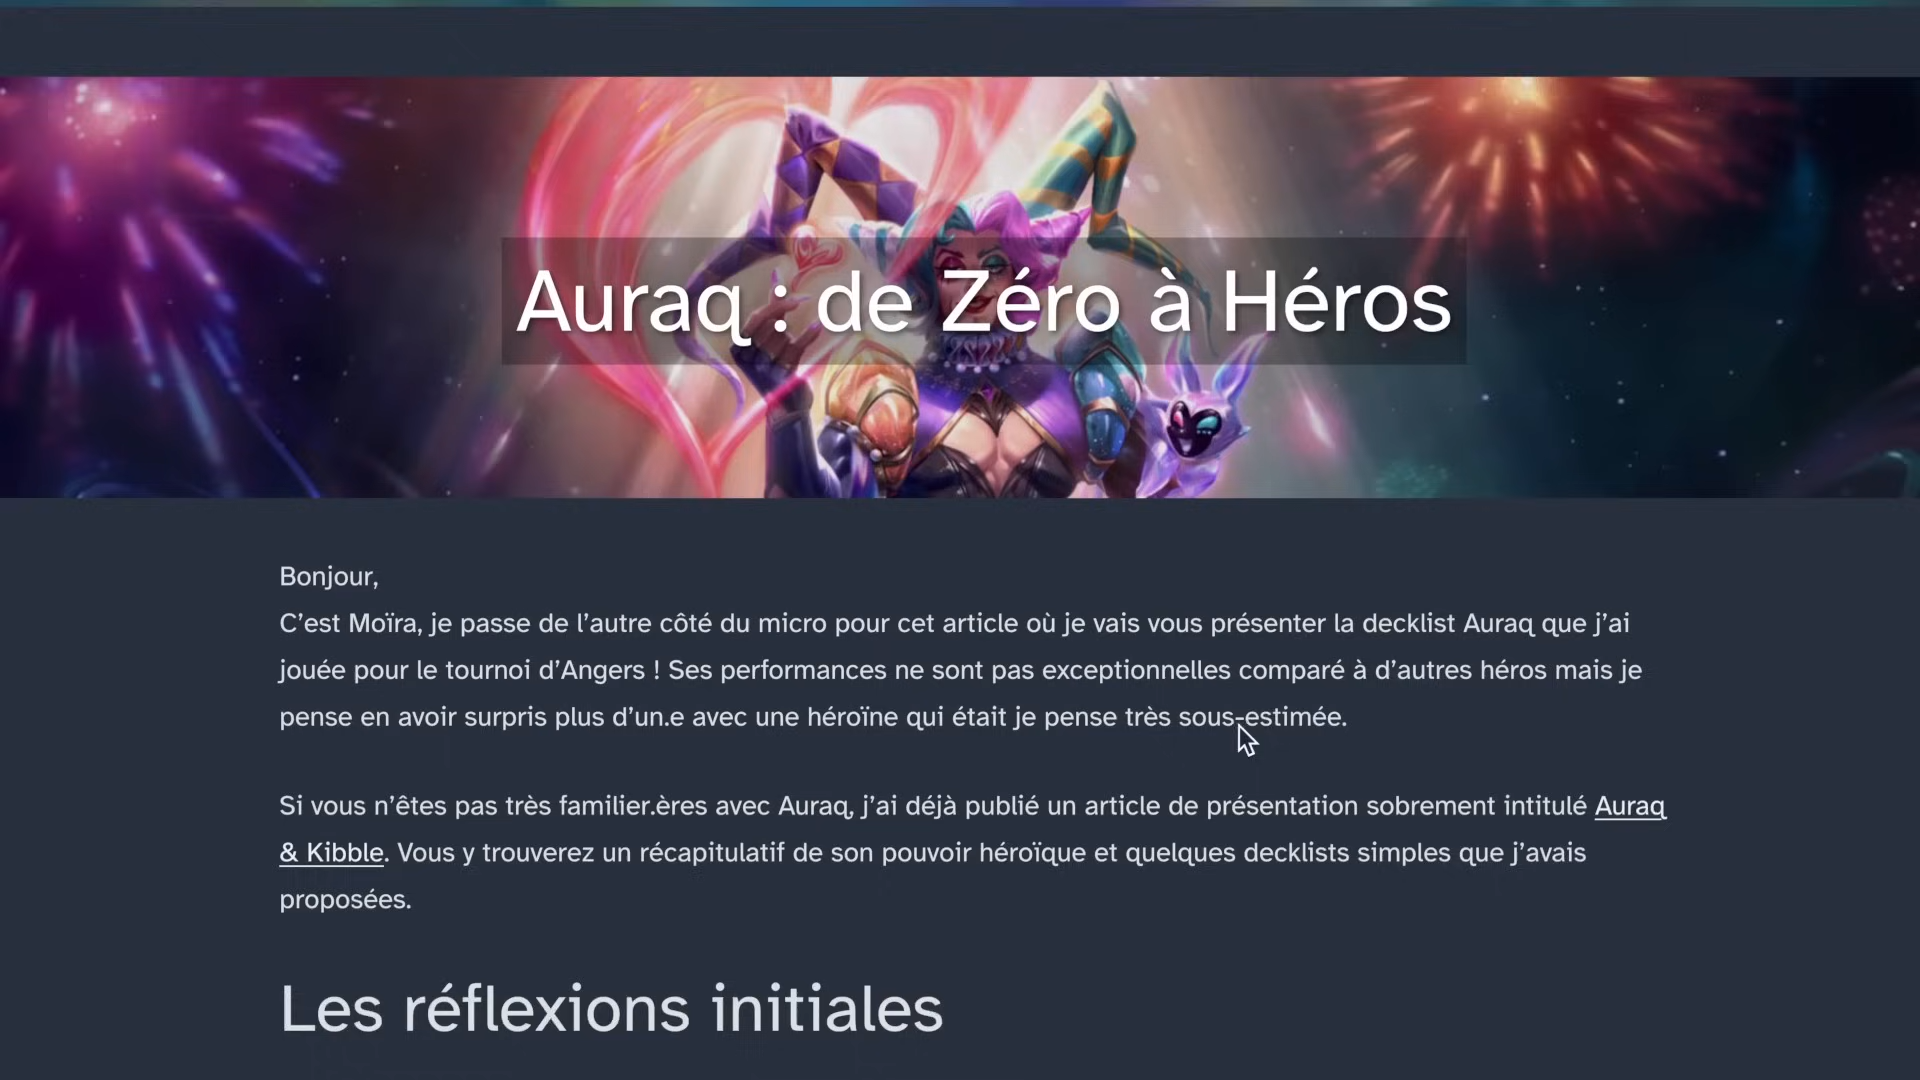 Auraq : de Zéro à Héros
Bonjour,
C’est Moïra, je passe de l’autre côté du micro pour cet article où je vais vous présenter la decklist Auraq que j’ai
jouée pour le tournoi d’Angers ! Ses performances ne sont pas exceptionnelles comparé à d’autres héros mais je
pense en avoir surpris plus d’un.e avec une héroïne qui était je pense très sous-estimée.
Si vous n’êtes pas très familier.ères avec Auraq, j’ai déjà publié un article de présentation sobrement intitulé Auraq
& Kibble. Vous y trouverez un récapitulatif de son pouvoir héroïque et quelques decklists simples que j’avais
proposées.
Les réflexions initiales